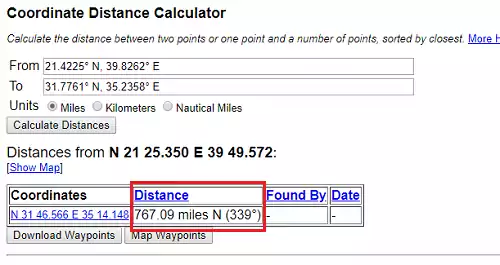 Coordinate Distance Calculator
Calculate the distance between two points or one point and a number of points, sorted by closest. More H
From 21.4225° N, 39.8262° E
To 31.7761° N, 35.2358° E
Units Miles Kilometers Nautical Miles
Calculate Distances
Distances from N 21 25.350 E 39 49.572:
[Show Map]
Coordinates Distance Found By Date
N 31 46.566 E 35 14.148 767.09 miles N (339°) - -
Download Waypoints Map Waypoints